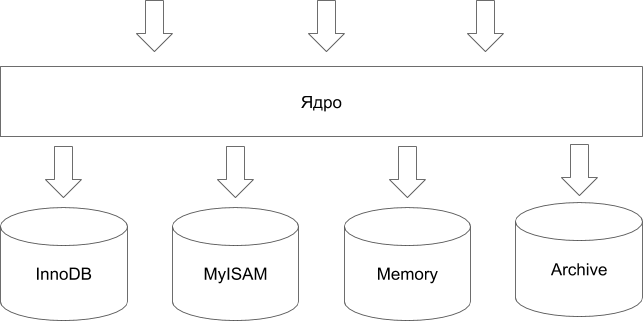 Ядро
InnoDB
MyISAM
Memory
Archive